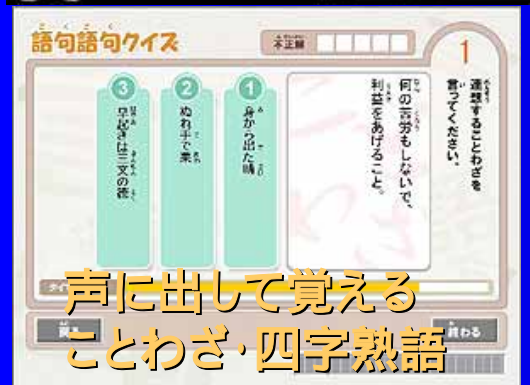 語句語句クイズ
不正解
1
連想することわざを
言ってください。
何の苦労もしないで、
利益をあげること。
1
身から出た錆
2
ぬれ手で粟
3
早起きは三文の徳
終わる
声に出して覚える
ことわざ・四字熟語